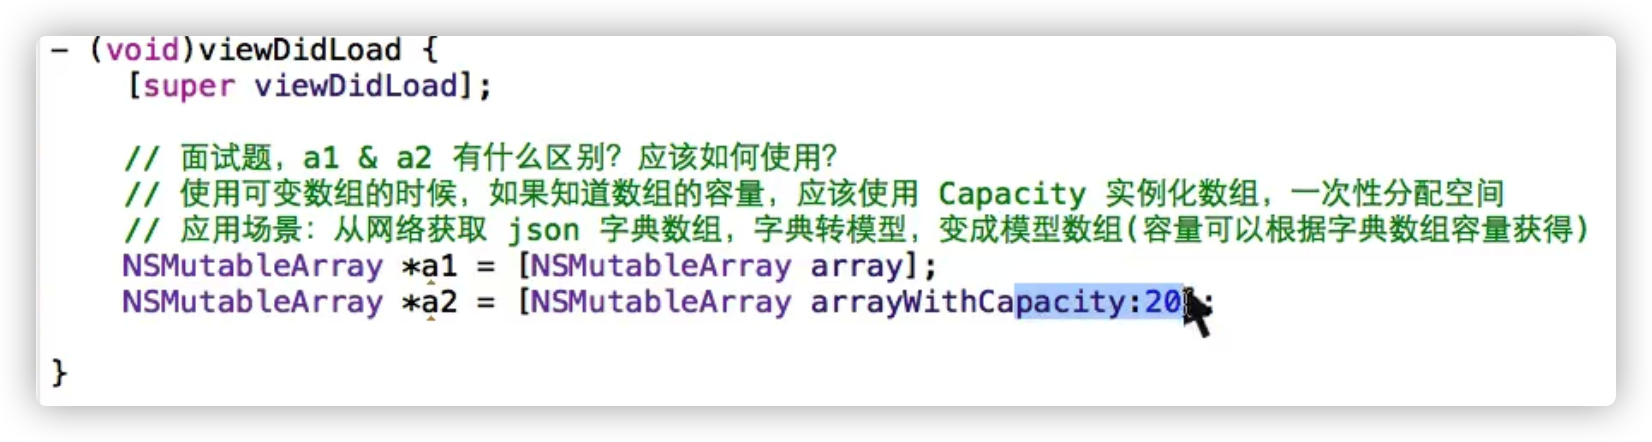 - (void)viewDidLoad {
[super viewDidLoad];
// 面试题，a1 & a2 有什么区别？应该如何使用？
// 使用可变数组的时候，如果知道数组的容量，应该使用 Capacity 实例化数组，一次性分配空间
// 应用场景：从网络获取 json 字典数组，字典转模型，变成模型数组(容量可以根据字典数组容量获得)
NSMutableArray *a1 = [NSMutableArray array];
NSMutableArray *a2 = [NSMutableArray arrayWithCapacity:20];
}